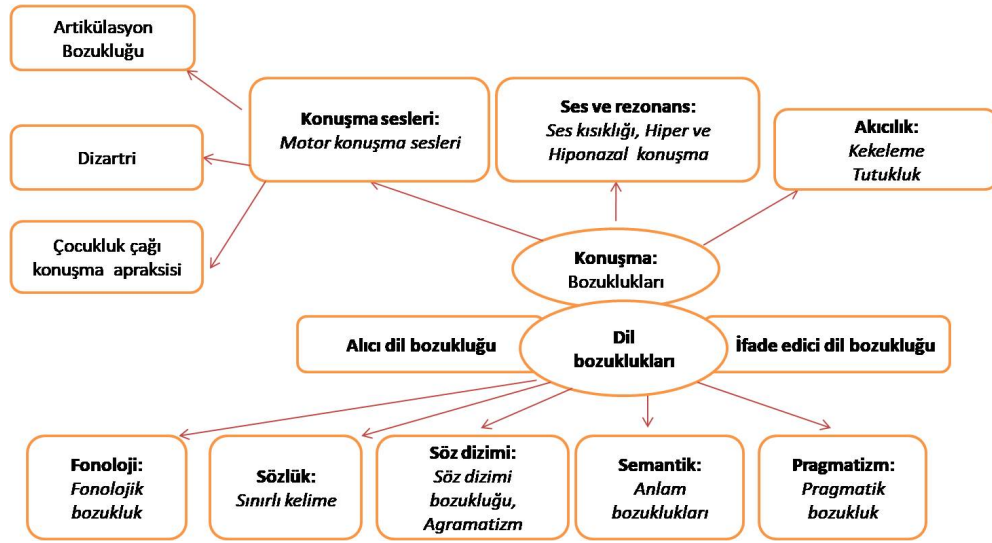 Artikülasyon
Bozukluğu
Konuşma sesleri:
Motor konuşma sesleri
Ses ve rezonans:
Ses kısıklığı, Hiper ve
Hiponazal konuşma
Akıcılık:
Kekeleme
Tutukluk
Dizartri
Çocukluk çağı
konuşma apraksisi
Konuşma:
Bozuklukları
Alıcı dil bozukluğu
Dil
bozuklukları
İfade edici dil bozukluğu
Fonoloji:
Fonolojik
bozukluk
Sözlük:
Sınırlı kelime
Söz dizimi:
Söz dizimi
bozukluğu,
Agramatizm
Semantik:
Anlam
bozuklukları
Pragmatizm:
Pragmatik
bozukluk